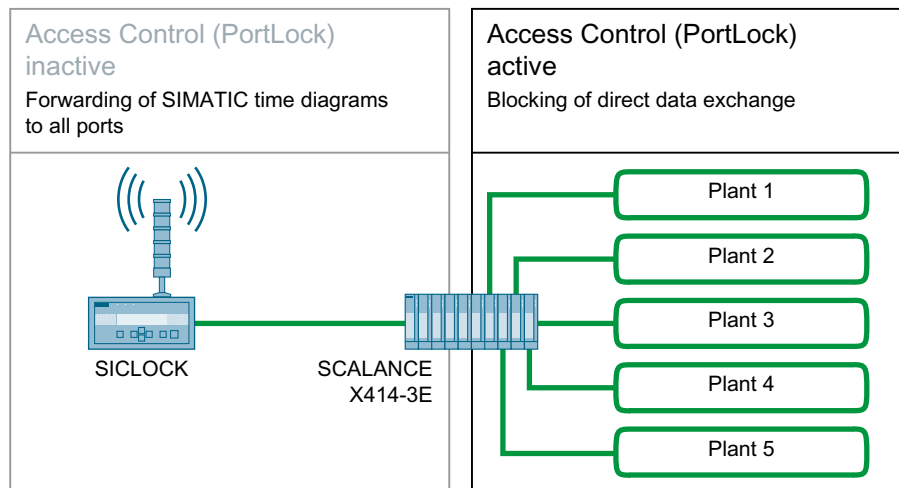 Access Control (PortLock)
inactive
Forwarding of SIMATIC time diagrams
to all ports
Access Control (PortLock)
active
Blocking of direct data exchange
SICLOCK
SCALANCE
X414-3E
Plant 1
Plant 2
Plant 3
Plant 4
Plant 5